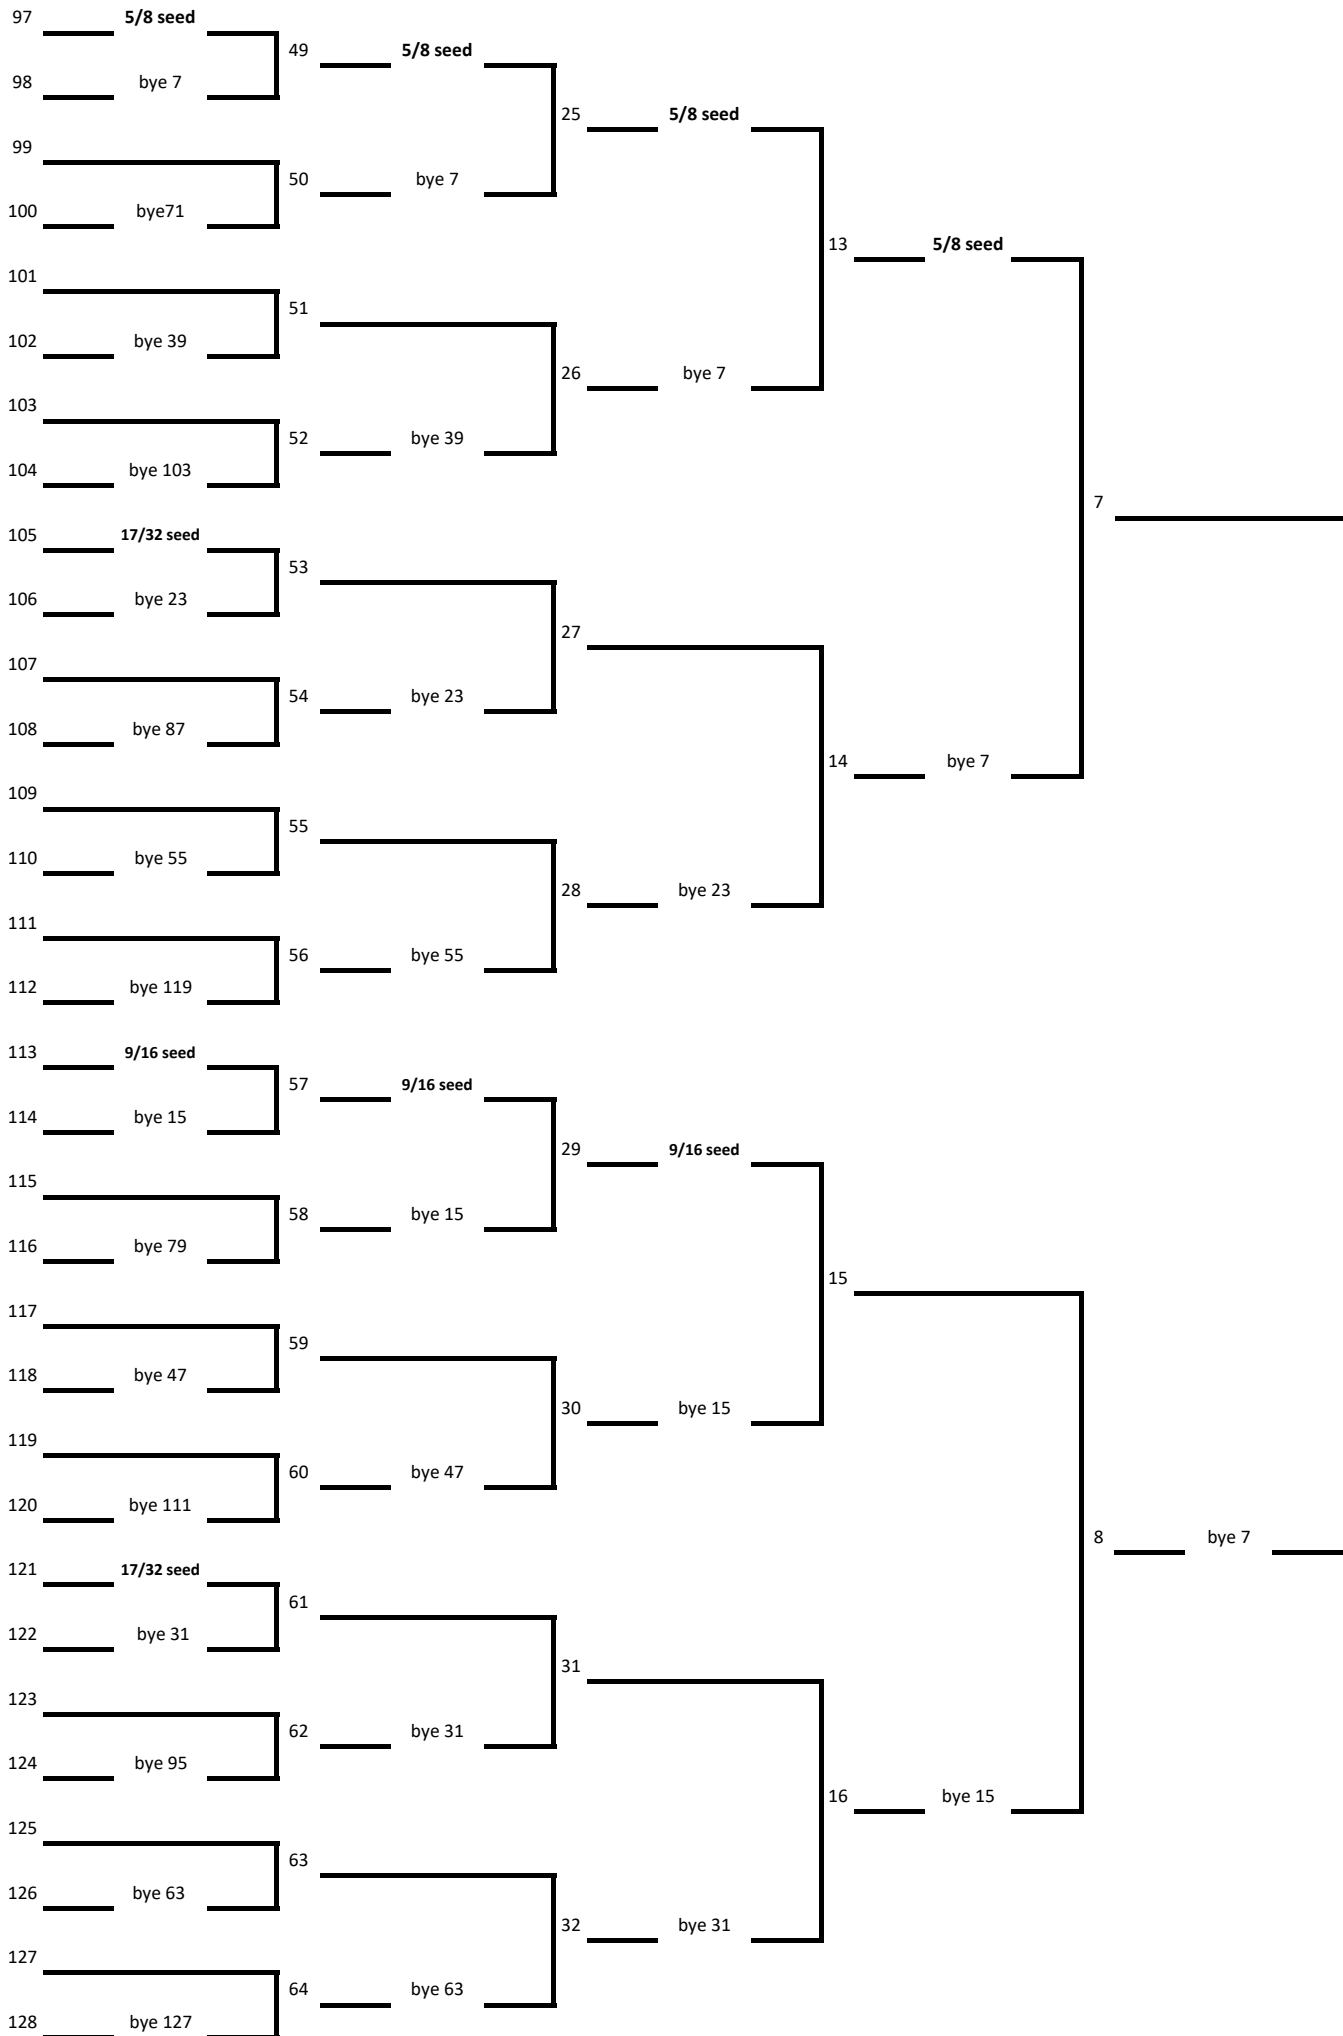 97 5/8 seed
49 5/8 seed
98 bye 7
25 5/8 seed
99
50 bye 7
100 bye71
13 5/8 seed
101
51
102 bye 39
26 bye 7
103
52 bye 39
104 bye 103
7
105 17/32 seed
53
106 bye 23
27
107
54 bye 23
108 bye 87
14 bye 7
109
55
110 bye 55
28 bye 23
111
56 bye 55
112 bye 119
113 9/16 seed
57 9/16 seed
114 bye 15
29 9/16 seed
115
58 bye 15
116 bye 79
15
117
59
118 bye 47
30 bye 15
119
60 bye 47
120 bye 111
8 bye 7
121 17/32 seed
61
122 bye 31
31
123
62 bye 31
124 bye 95
16 bye 15
125
63
126 bye 63
32 bye 31
127
64 bye 63
128 bye 127